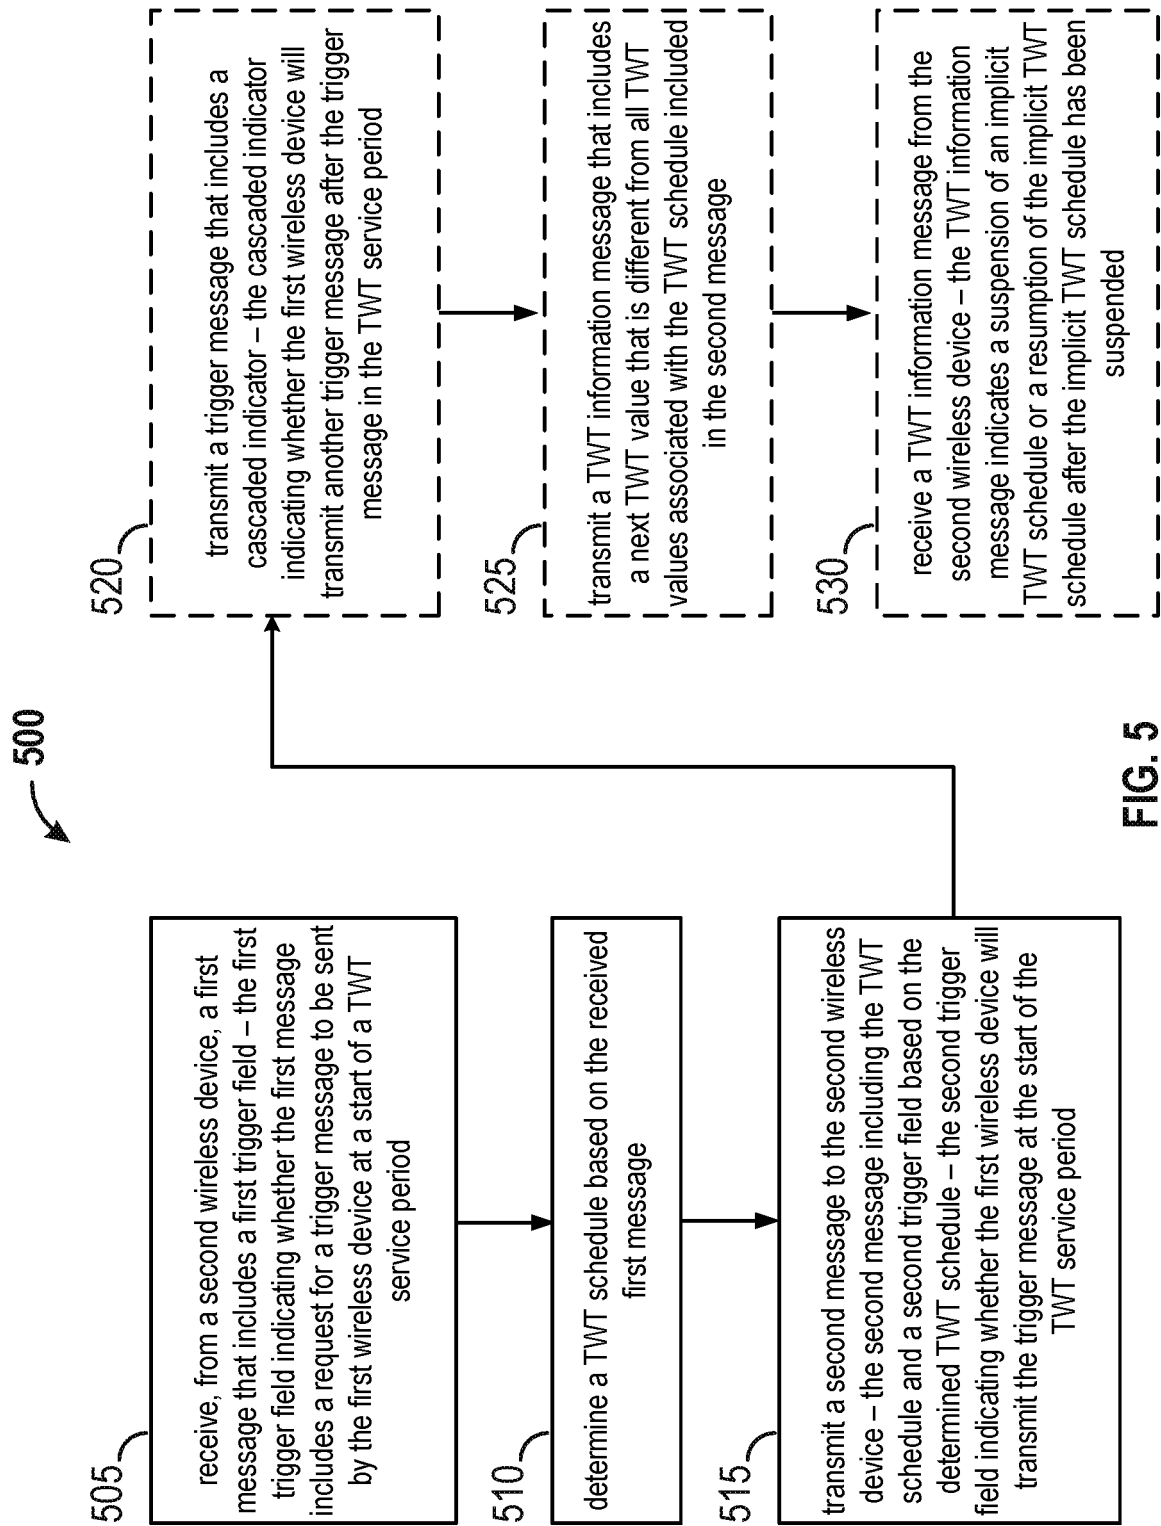 500
505
receive, from a second wireless device, a first
message that includes a first trigger field – the first
trigger field indicating whether the first message
includes a request for a trigger message to be sent
by the first wireless device at a start of a TWT
service period
510
determine a TWT schedule based on the received
first message
515
transmit a second message to the second wireless
device – the second message including the TWT
schedule and a second trigger field based on the
determined TWT schedule – the second trigger
field indicating whether the first wireless device will
transmit the trigger message at the start of the
TWT service period
520
transmit a trigger message that includes a
cascaded indicator – the cascaded indicator
indicating whether the first wireless device will
transmit another trigger message after the trigger
message in the TWT service period
525
transmit a TWT information message that includes
a next TWT value that is different from all TWT
values associated with the TWT schedule included
in the second message
530
receive a TWT information message from the
second wireless device – the TWT information
message indicates a suspension of an implicit
TWT schedule or a resumption of the implicit TWT
schedule after the implicit TWT schedule has been
suspended
FIG. 5